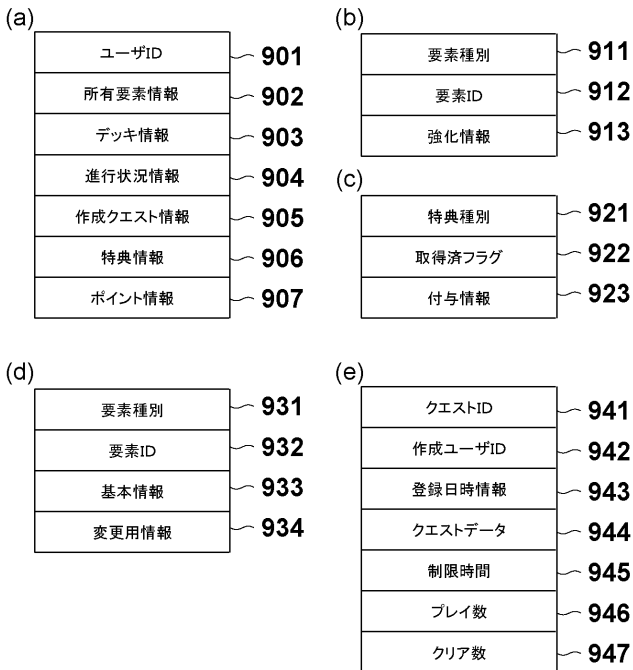 (a)
ユーザID 901
所有要素情報 902
デッキ情報 903
進行状況情報 904
作成クエスト情報 905
特典情報 906
ポイント情報 907
(b)
要素種別 911
要素ID 912
強化情報 913
(c)
特典種別 921
取得済フラグ 922
付与情報 923
(d)
要素種別 931
要素ID 932
基本情報 933
変更用情報 934
(e)
クエストID 941
作成ユーザID 942
登録日時情報 943
クエストデータ 944
制限時間 945
プレイ数 946
クリア数 947